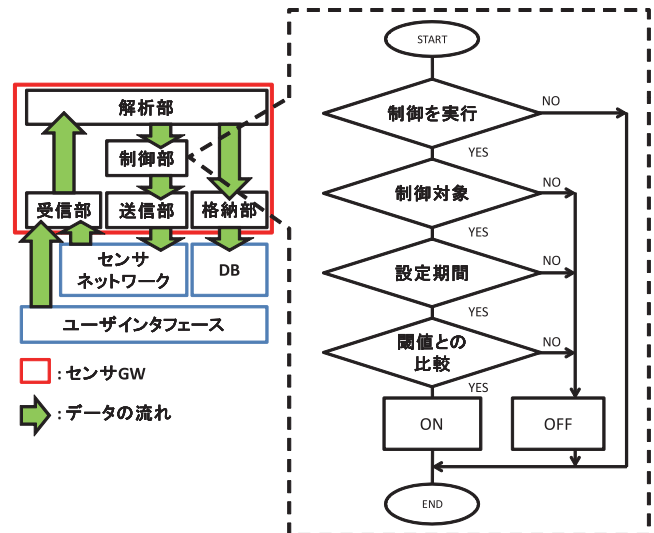 解析部
制御部
受信部
送信部
格納部
センサ
ネットワーク
DB
ユーザインタフェース
:センサGW
:データの流れ
START
制御を実行
NO
YES
制御対象
NO
YES
設定期間
NO
YES
閾値との
比較
NO
YES
ON
OFF
END